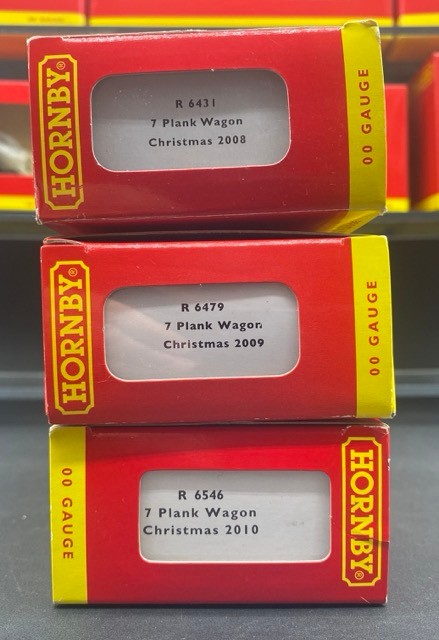 HORNBY®
R 6431
7 Plank Wagon
Christmas 2008
00 GAUGE
HORNBY®
R 6479
7 Plank Wagon
Christmas 2009
00 GAUGE
00 GAUGE
R 6546
7 Plank Wagon
Christmas 2010
HORNBY®